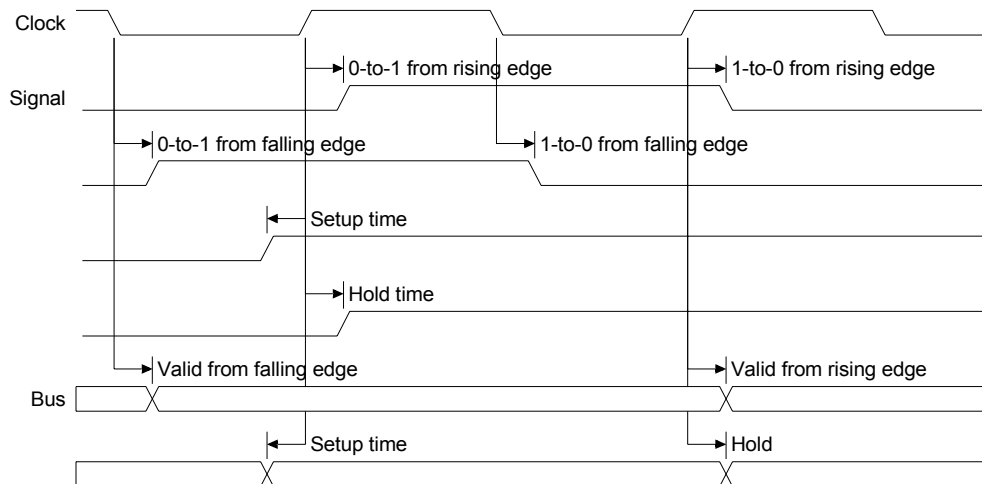 Clock
0-to-1 from rising edge
1-to-0 from rising edge
Signal
0-to-1 from falling edge
1-to-0 from falling edge
Setup time
Hold time
Valid from falling edge
Valid from rising edge
Bus
Setup time
Hold